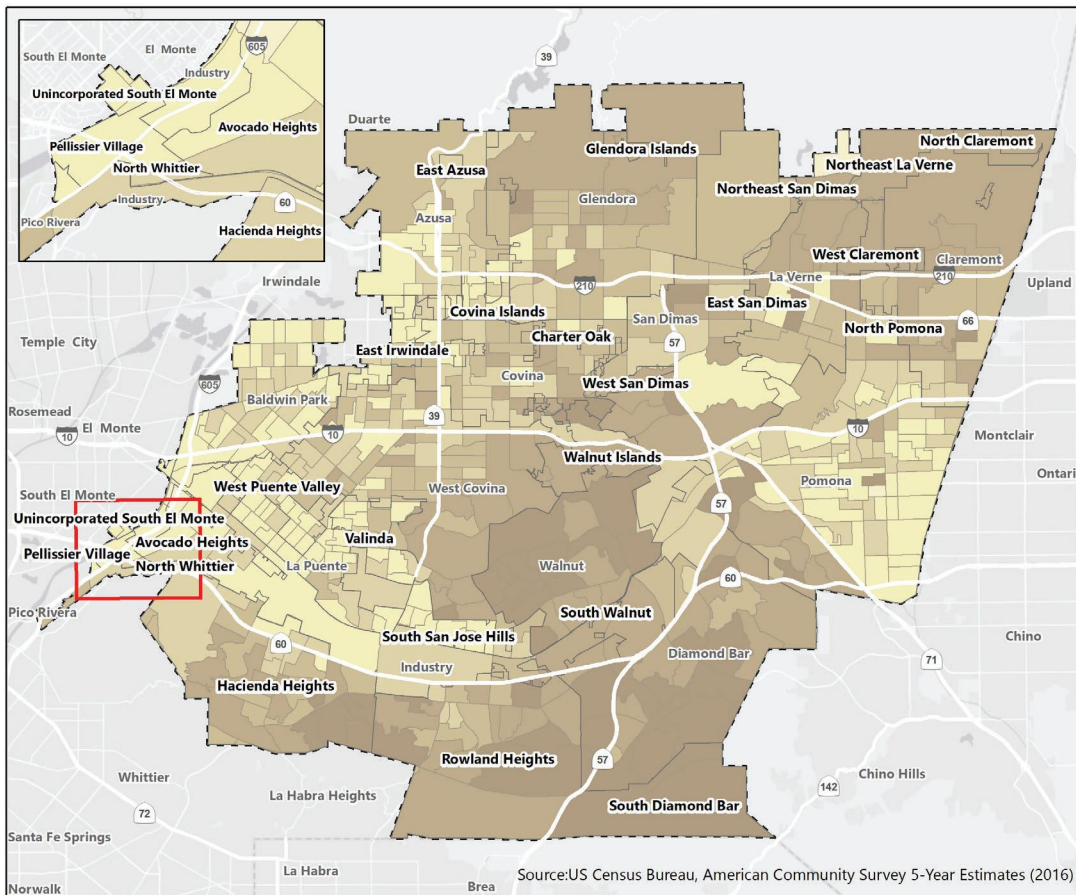 605
South El Monte
El Monte
Industry
Unincorporated South El Monte
Avocado Heights
Pellissier Village
North Whittier
Industry
Pico Rivera
60
Hacienda Heights
39
Duarte
Glendora Islands
North Claremont
Northeast La Verne
East Azusa
Northeast San Dimas
Azusa
Glendora
West Claremont
Claremont
La Verne
210
210
Irwindale
Upland
East San Dimas
Covina Islands
San Dimas
66
North Pomona
Temple City
Charter Oak
57
East Irwindale
Covina
West San Dimas
605
Baldwin Park
39
Rosemead
10
El Monte
10
10
Montclair
Walnut Islands
Ontari
Pomona
West Puente Valley
West Covina
South El Monte
57
Unincorporated South El Monte
Valinda
Avocado Heights
Pellissier Village
La Puente
Walnut
North Whittier
60
Pico Rivera
South Walnut
South San Jose Hills
Chino
60
Industry
Diamond Bar
71
Hacienda Heights
Rowland Heights
57
Whittier
Chino Hills
142
La Habra Heights
South Diamond Bar
72
Santa Fe Springs
La Habra
Source:US Census Bureau, American Community Survey 5-Year Estimates (2016)
Norwalk
Brea